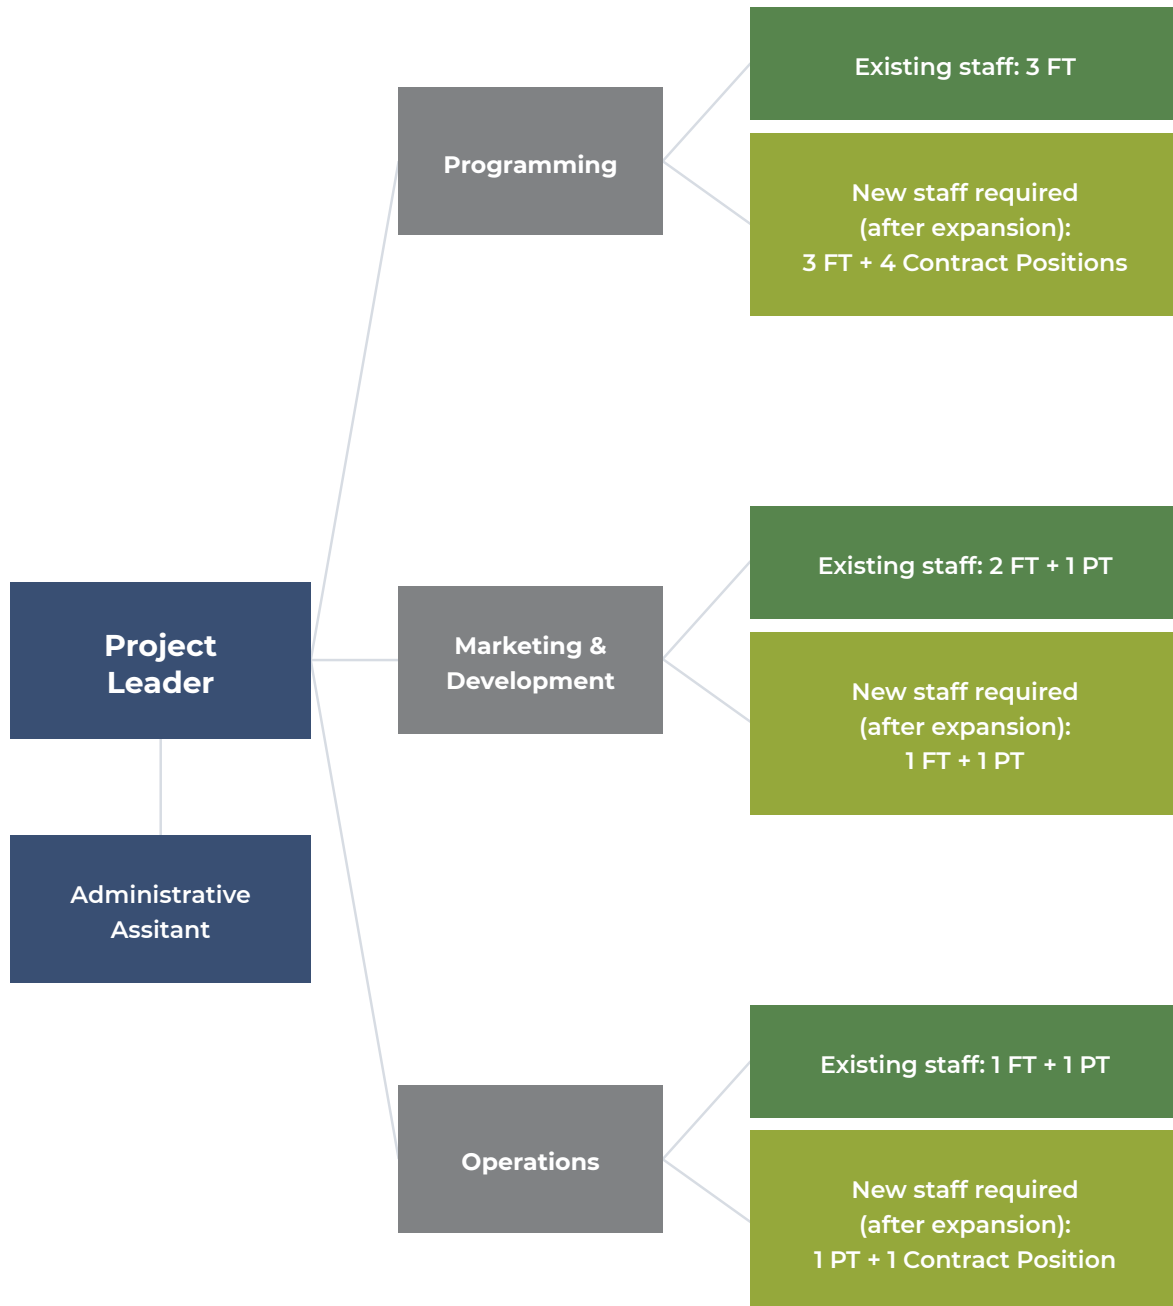 Project
Leader
Administrative
Assitant
Programming
Existing staff: 3 FT
New staff required
(after expansion):
3 FT + 4 Contract Positions
Marketing &
Development
Existing staff: 2 FT + 1 PT
New staff required
(after expansion):
1 FT + 1 PT
Operations
Existing staff: 1 FT + 1 PT
New staff required
(after expansion):
1 PT + 1 Contract Position